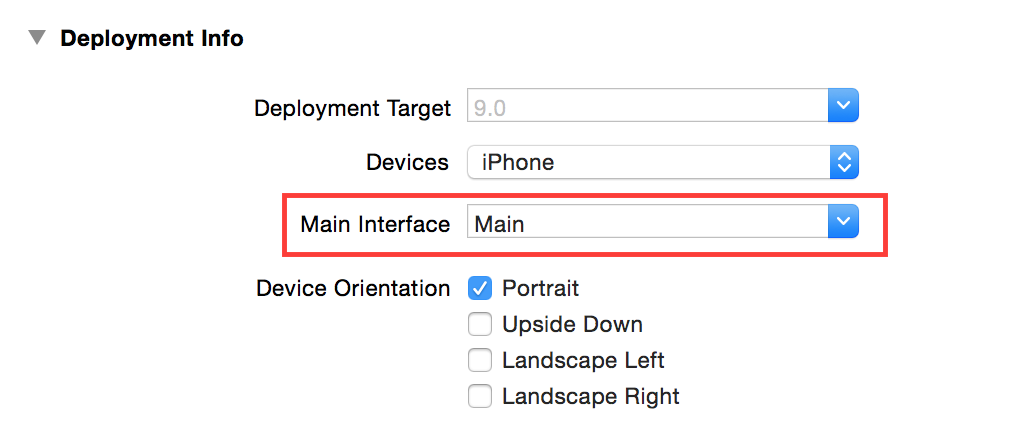 Deployment Info
Deployment Target 9.0
Devices iPhone
Main Interface Main
Device Orientation Portrait
Upside Down
Landscape Left
Landscape Right